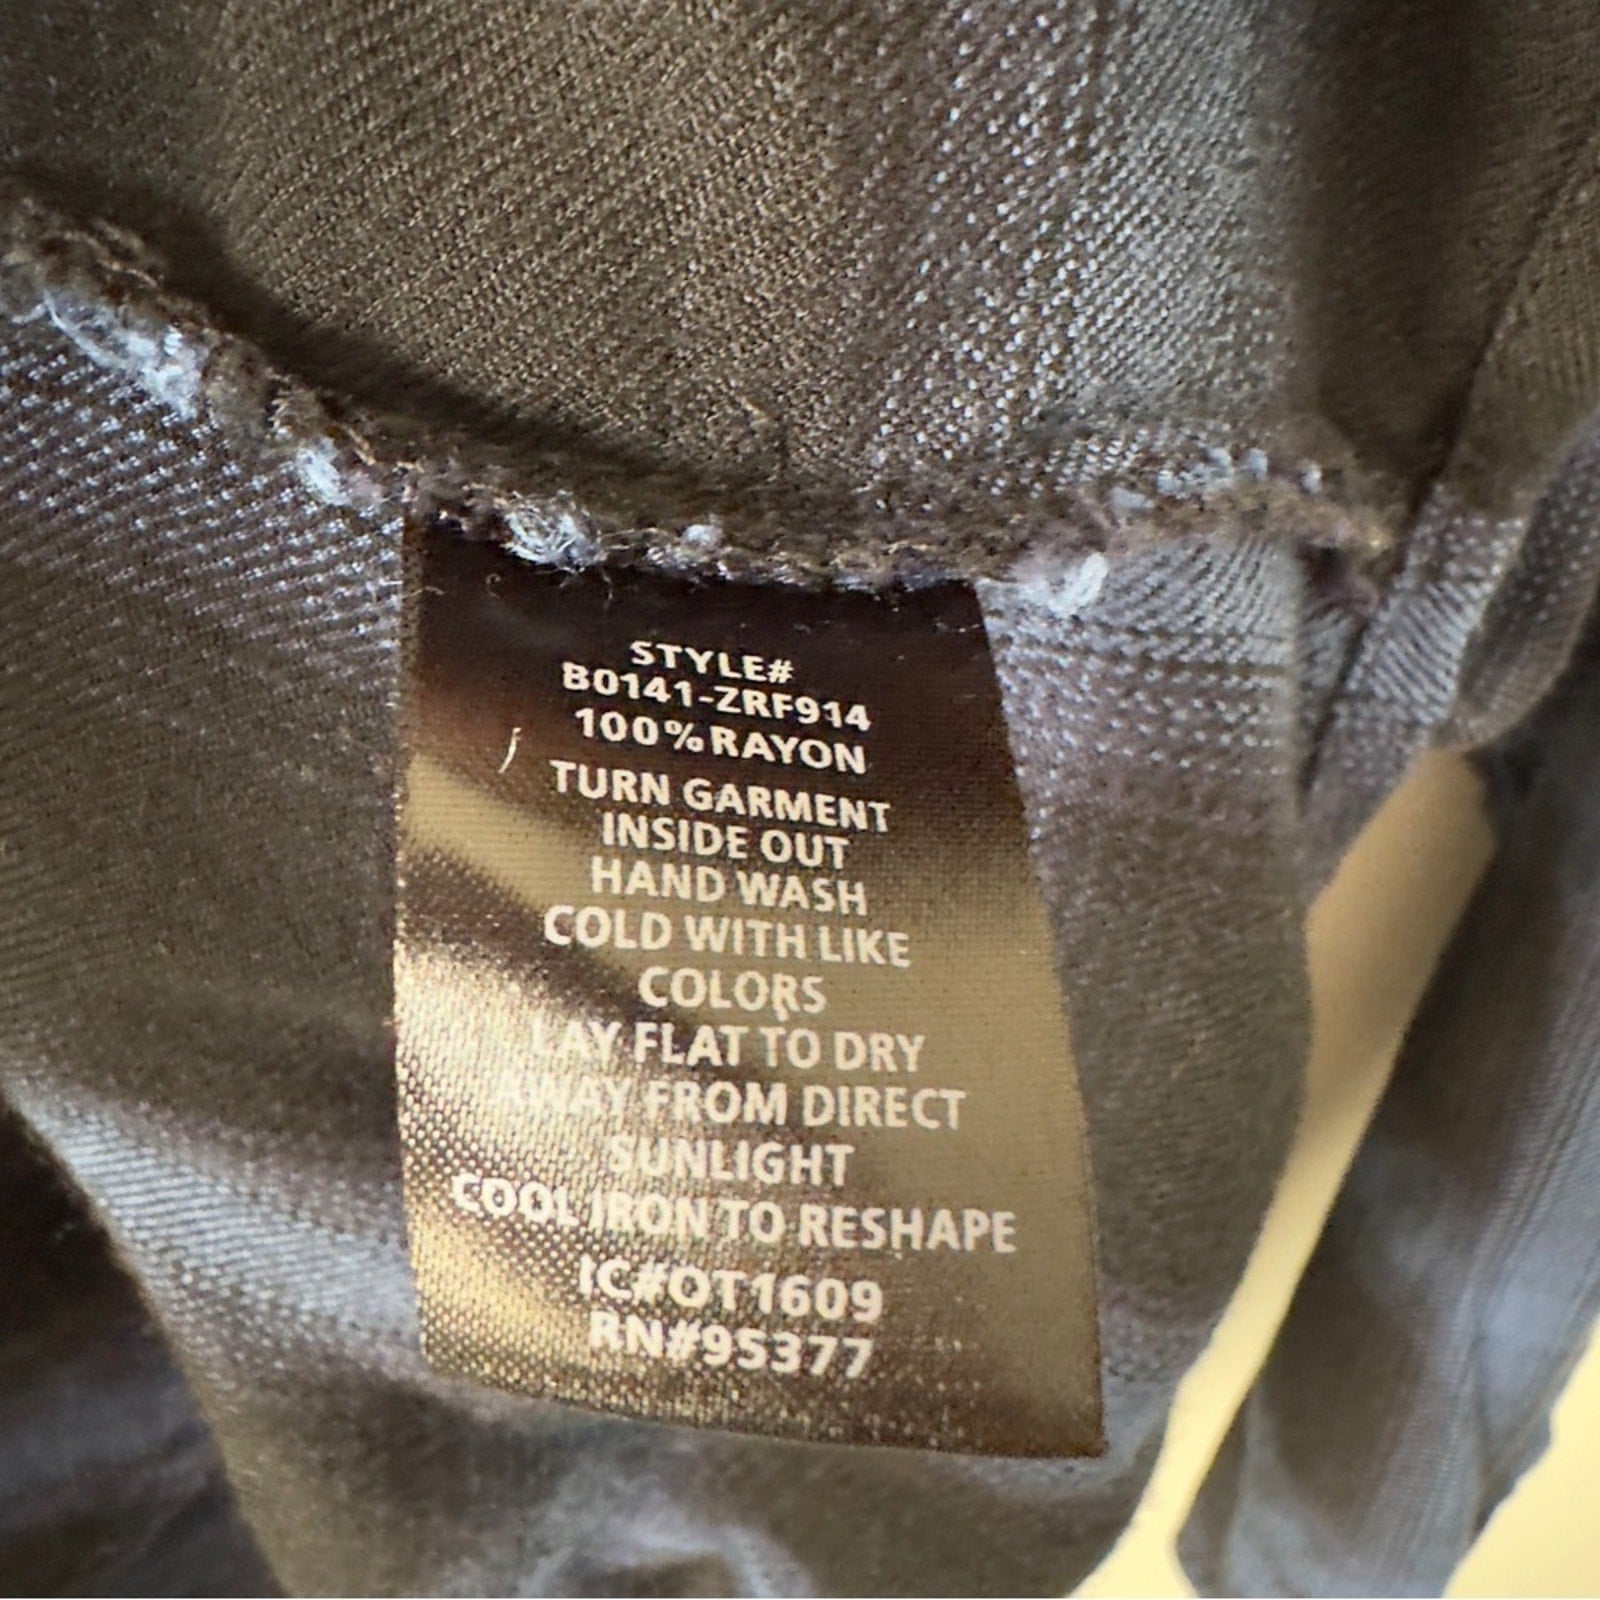 STYLE#
B0141-ZRF914
100%RAYON
TURN GARMENT
INSIDE OUT
HAND WASH
COLD WITH LIKE
COLORS
LAY FLAT TO DRY
AWAY FROM DIRECT
SUNLIGHT
COOL IRON TO RESHAPE
IC#OT1609
RN#95377